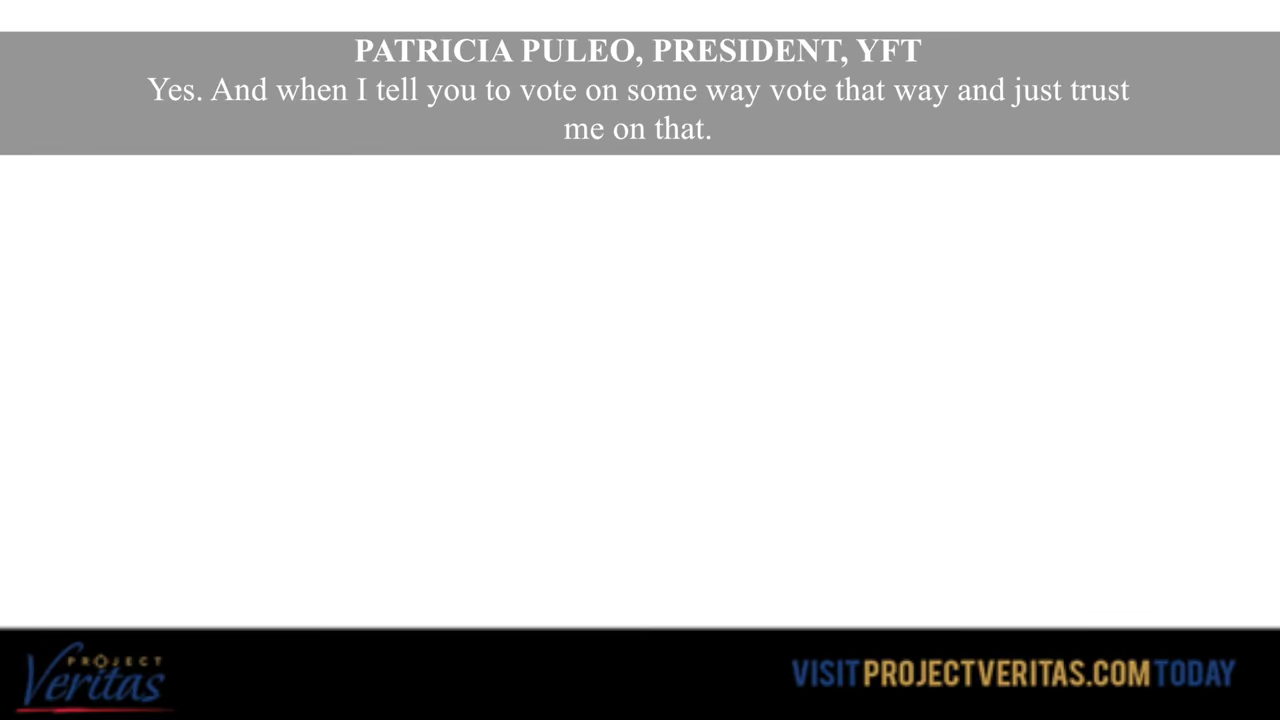 PATRICIA PULEO, PRESIDENT, YFT
Yes. And when I tell you to vote on some way vote that way and just trust
me on that.
PROJECT
Veritas
VISIT PROJECTVERITAS.COM TODAY